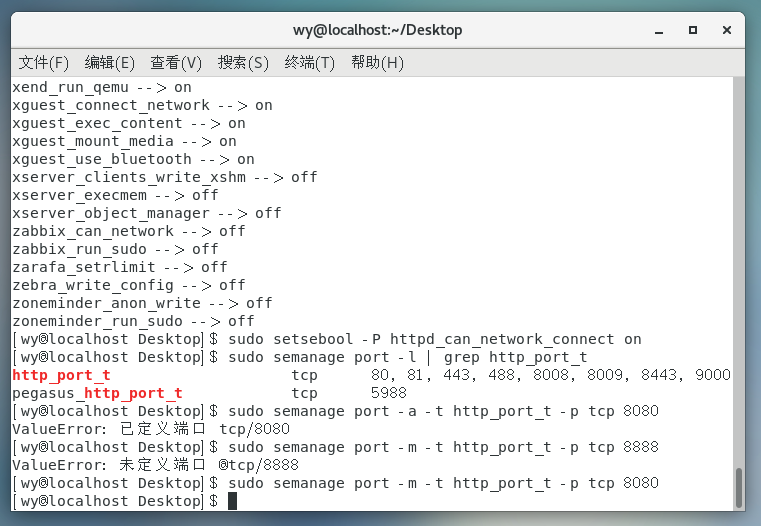 wy@localhost:~/Desktop
文件(F) 编辑(E) 查看(V) 搜索(S) 终端(T) 帮助(H)
xend_run_qemu --> on
xguest_connect_network --> on
xguest_exec_content --> on
xguest_mount_media --> on
xguest_use_bluetooth --> on
xserver_clients_write_xshm --> off
xserver_execmem --> off
xserver_object_manager --> off
zabbix_can_network --> off
zabbix_run_sudo --> off
zarafa_setrlimit --> off
zebra_write_config --> off
zoneminder_anon_write --> off
zoneminder_run_sudo --> off
[wy@localhost Desktop]$ sudo setsebool -P httpd_can_network_connect on
[wy@localhost Desktop]$ sudo semanage port -l | grep http_port_t
http_port_t tcp 80, 81, 443, 488, 8008, 8009, 8443, 9000
pegasus_http_port_t tcp 5988
[wy@localhost Desktop]$ sudo semanage port -a -t http_port_t -p tcp 8080
ValueError: 已定义端口 tcp/8080
[wy@localhost Desktop]$ sudo semanage port -m -t http_port_t -p tcp 8888
ValueError: 未定义端口 @tcp/8888
[wy@localhost Desktop]$ sudo semanage port -m -t http_port_t -p tcp 8080
[wy@localhost Desktop]$